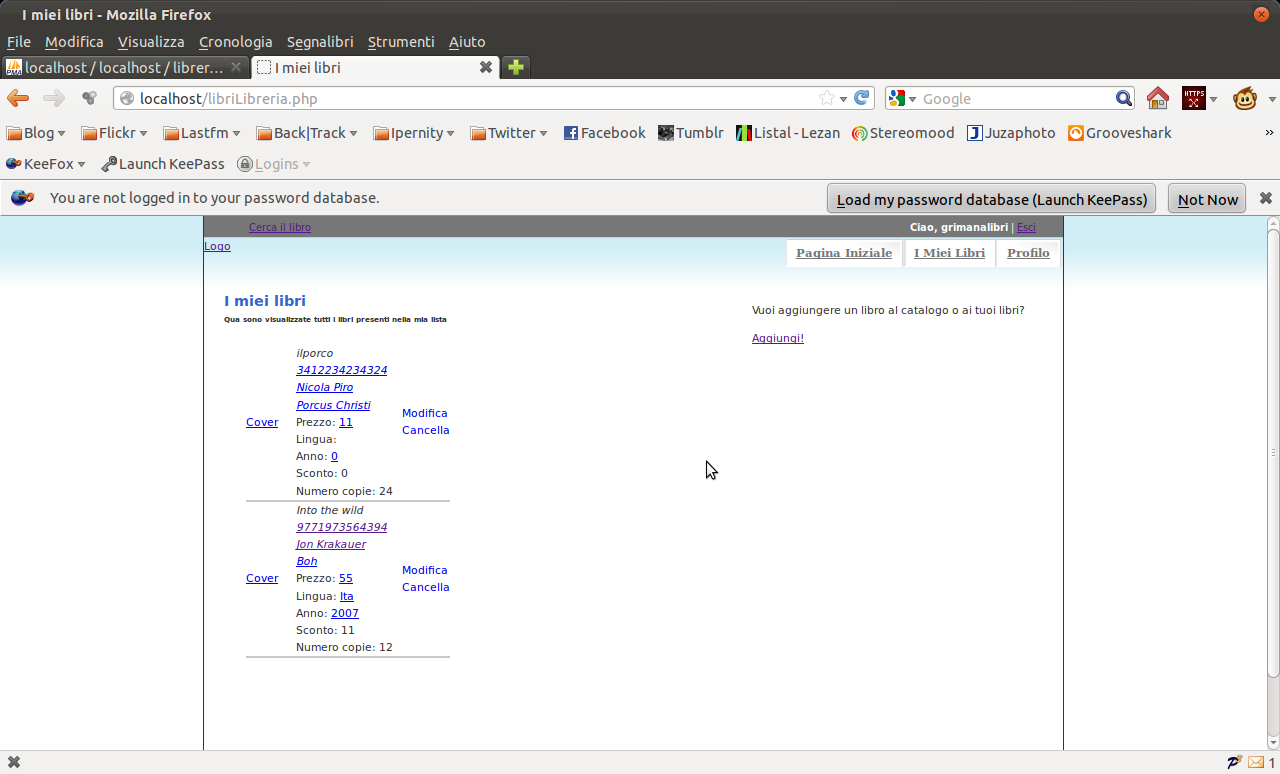 I miei libri - Mozilla Firefox
File Modifica Visualizza Cronologia Segnalibri Strumenti Aiuto
localhost / localhost / librer... I miei libri
localhost/libriLibreria.php Google HTTPS
Blog Flickr Lastfm Back|Track Ipernity Twitter Facebook Tumblr Listal - Lezan Stereomood Juzaphoto Grooveshark »
KeeFox Launch KeePass Logins
You are not logged in to your password database. Load my password database (Launch KeePass) Not Now
Cerca il libro Ciao, grimanalibri | Esci
Logo Pagina Iniziale I Miei Libri Profilo
I miei libri
Qua sono visualizzate tutti i libri presenti nella mia lista
Vuoi aggiungere un libro al catalogo o ai tuoi libri?
Aggiungi!
ilporco
3412234234324
Nicola Piro
Porcus Christi
Cover Prezzo: 11 Modifica
Lingua: Cancella
Anno: 0
Sconto: 0
Numero copie: 24
Into the wild
9771973564394
Jon Krakauer
Boh
Cover Prezzo: 55 Modifica
Lingua: Ita Cancella
Anno: 2007
Sconto: 11
Numero copie: 12
1